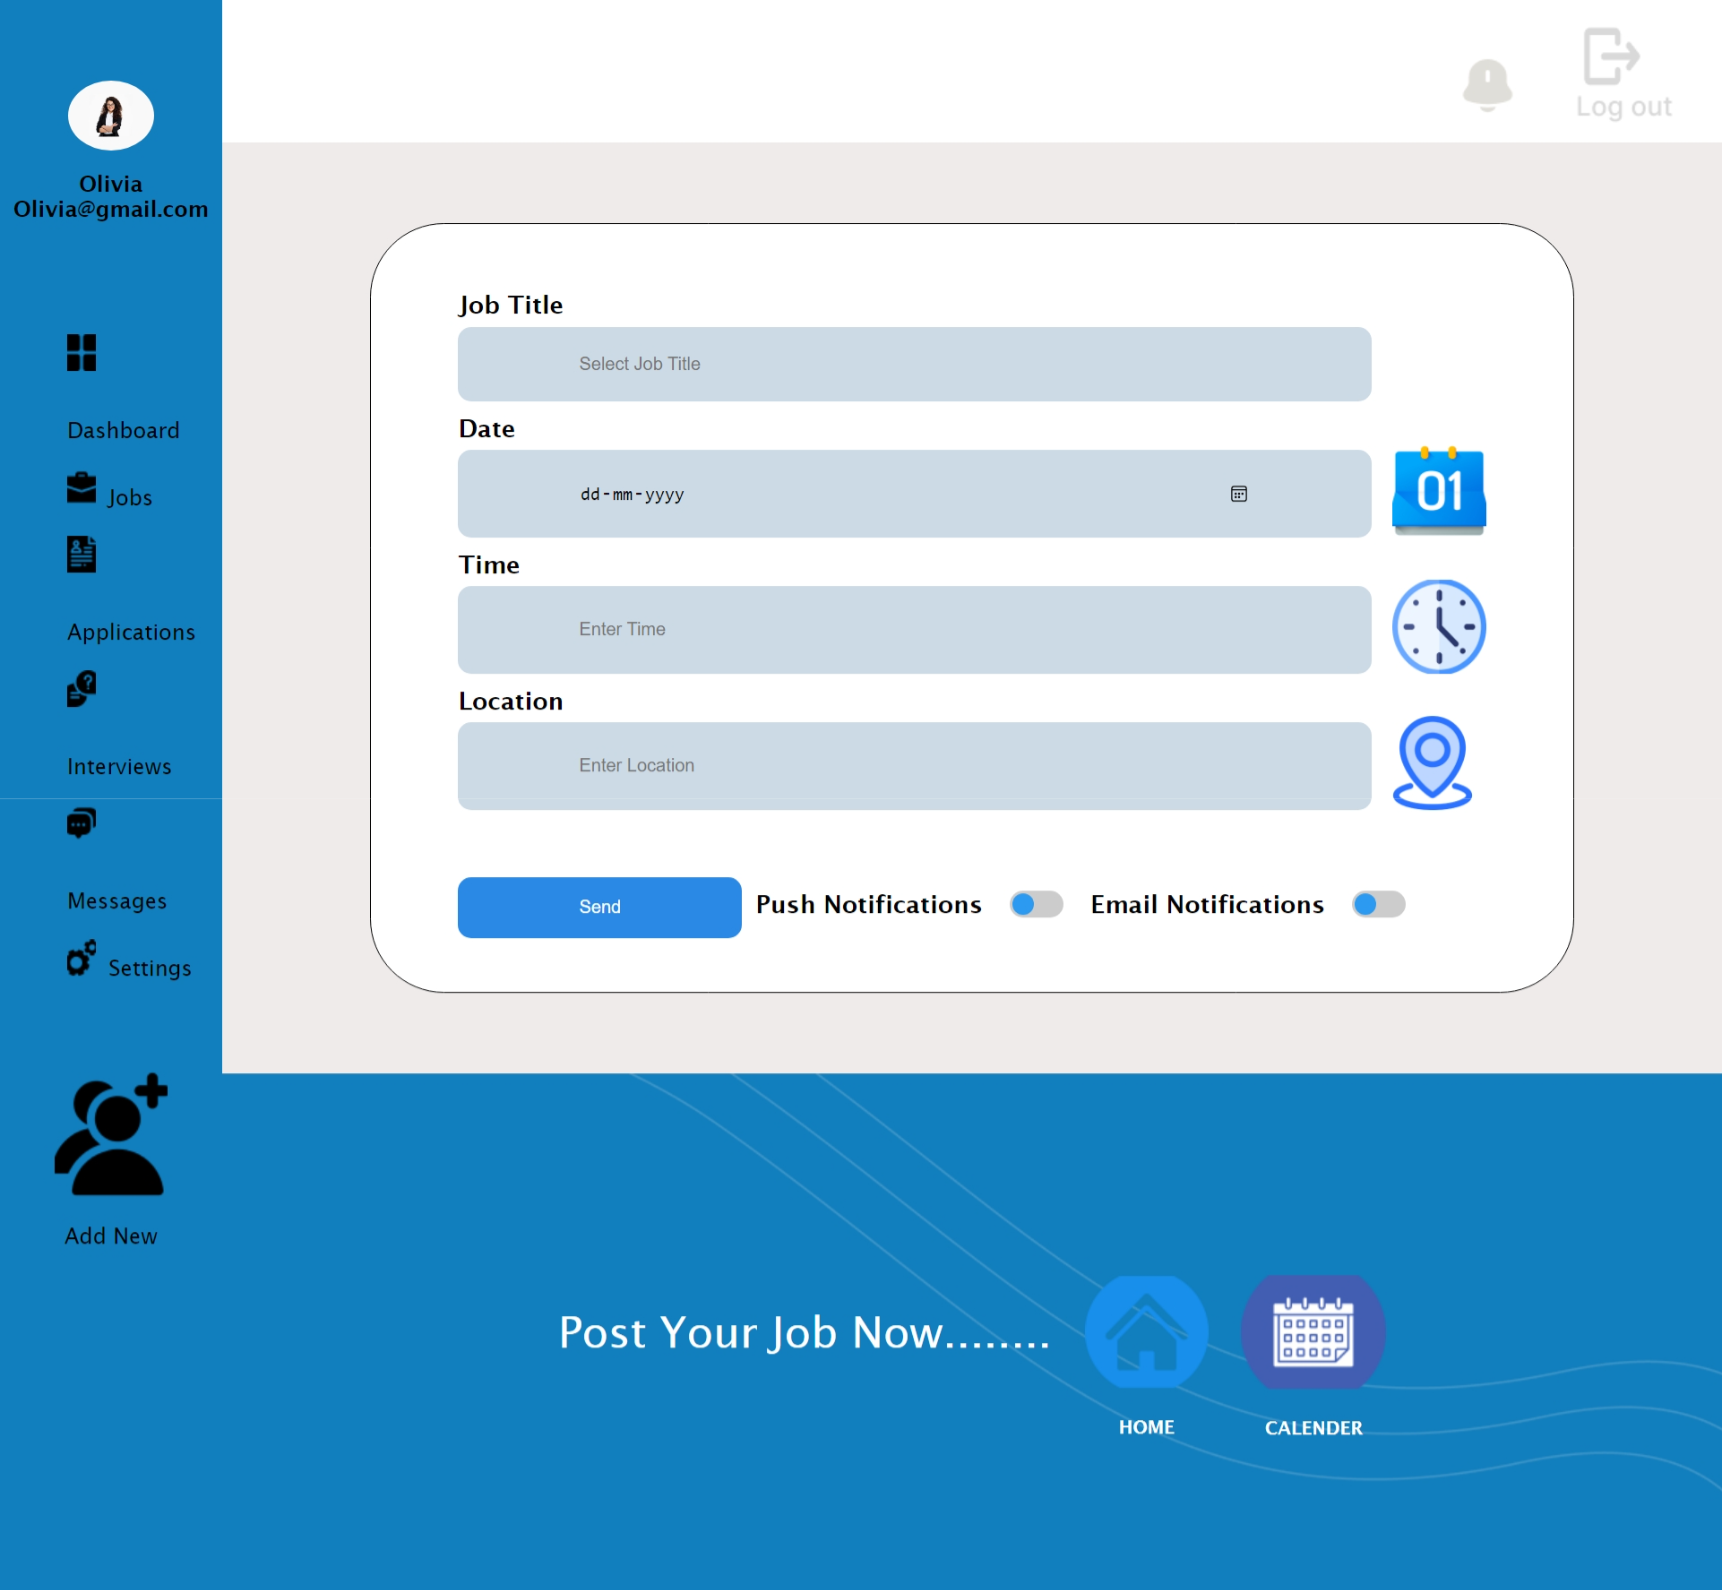 Log out
Olivia
Olivia@gmail.com
Dashboard
Jobs
Applications
Interviews
Messages
Settings
Add New
Job Title
Select Job Title
Date
dd-mm-yyyy
01
Time
Enter Time
Location
Enter Location
Send
Push Notifications
Email Notifications
Post Your Job Now........
HOME
CALENDER